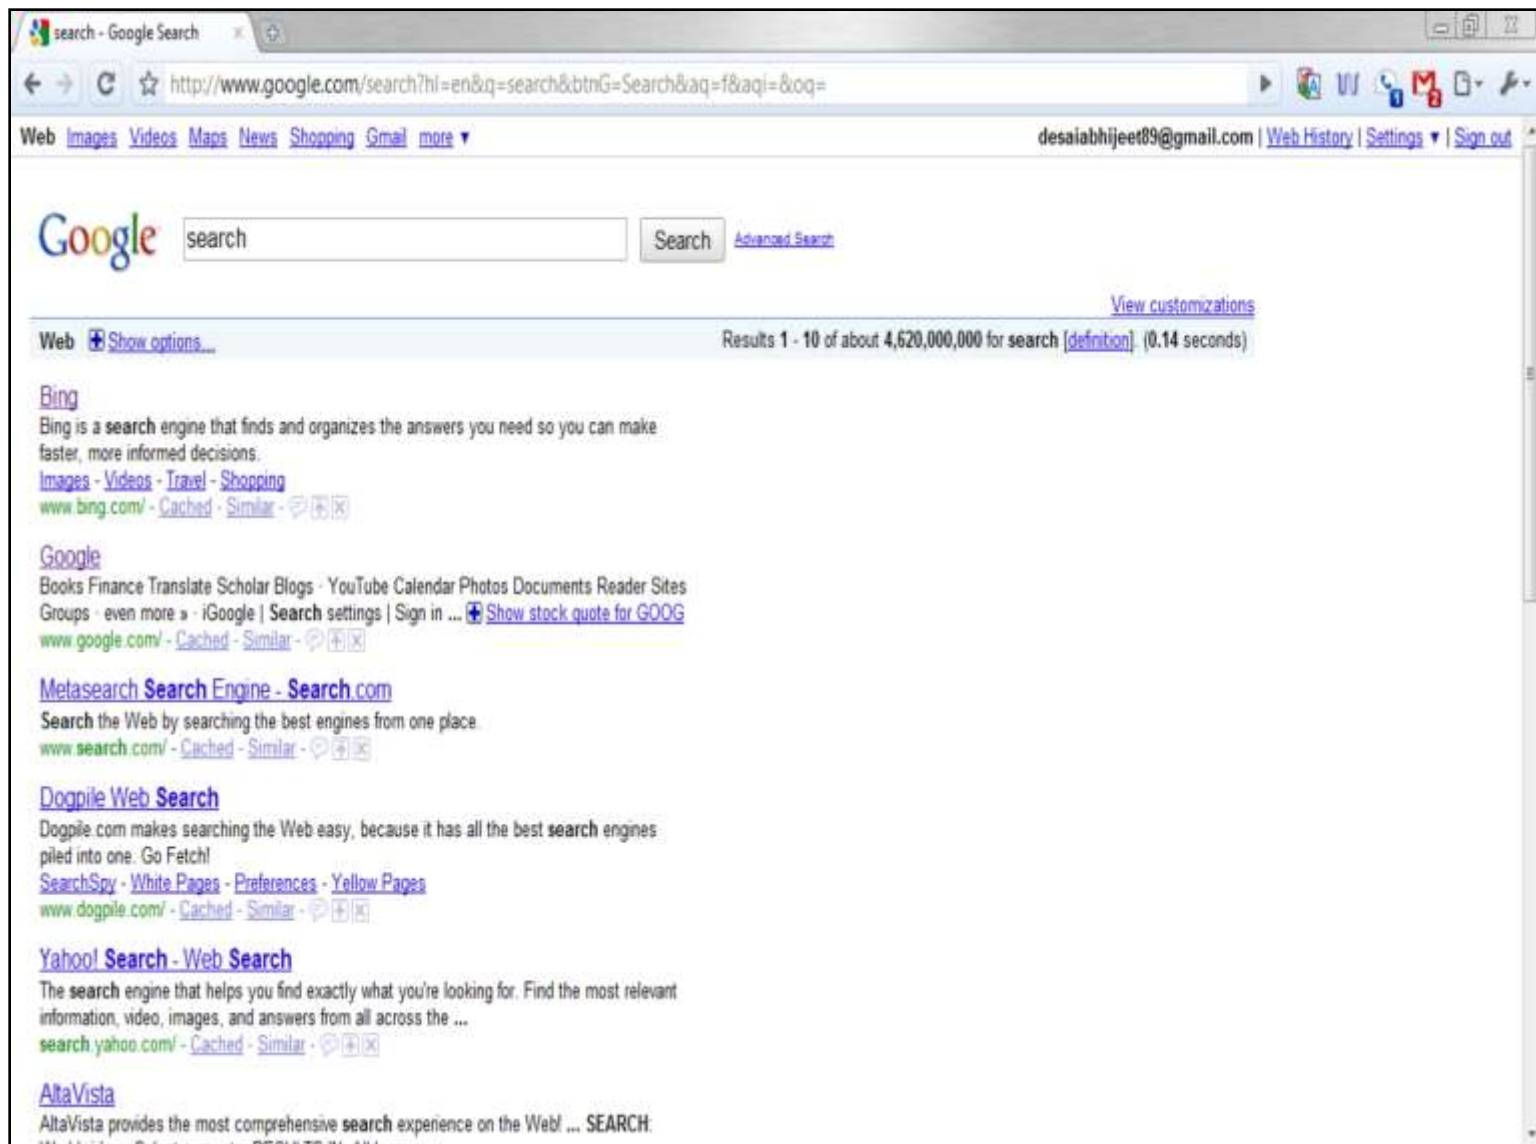 search - Google Search
http://www.google.com/search?hl=en&q=search&btnG=Search&aq=f&aqi=&oq=
Web Images Videos Maps News Shopping Gmail more ▼
desaiabhijeet89@gmail.com | Web History | Settings ▼ | Sign out
Google search Search Advanced Search
View customizations
Web Show options...
Results 1 - 10 of about 4,620,000,000 for search [definition]. (0.14 seconds)
Bing
Bing is a search engine that finds and organizes the answers you need so you can make
faster, more informed decisions.
Images - Videos - Travel - Shopping
www.bing.com/ - Cached - Similar -
Google
Books Finance Translate Scholar Blogs · YouTube Calendar Photos Documents Reader Sites
Groups · even more » · iGoogle | Search settings | Sign in ... Show stock quote for GOOG
www.google.com/ - Cached - Similar -
Metasearch Search Engine - Search.com
Search the Web by searching the best engines from one place.
www.search.com/ - Cached - Similar -
Dogpile Web Search
Dogpile.com makes searching the Web easy, because it has all the best search engines
piled into one. Go Fetch!
SearchSpy - White Pages - Preferences - Yellow Pages
www.dogpile.com/ - Cached - Similar -
Yahoo! Search - Web Search
The search engine that helps you find exactly what you're looking for. Find the most relevant
information, video, images, and answers from all across the ...
search.yahoo.com/ - Cached - Similar -
AltaVista
AltaVista provides the most comprehensive search experience on the Web! ... SEARCH: